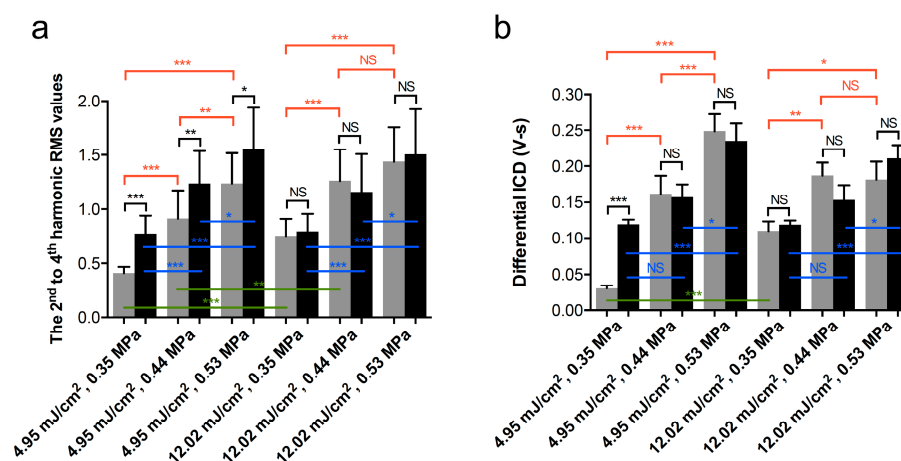 a
The 2nd to 4th harmonic RMS values
2.0
1.5
1.0
0.5
0.0
***
***
***
***
**
**
*
***
NS
***
NS
NS
NS
*
***
***
*
***
***
**
***
4.95 mJ/cm², 0.35 MPa
4.95 mJ/cm², 0.44 MPa
4.95 mJ/cm², 0.53 MPa
12.02 mJ/cm², 0.35 MPa
12.02 mJ/cm², 0.44 MPa
12.02 mJ/cm², 0.53 MPa
b
Differential ICD (V-s)
0.30
0.25
0.20
0.15
0.10
0.05
0.00
***
***
***
***
NS
NS
*
NS
**
NS
NS
NS
*
***
NS
*
***
NS
***
4.95 mJ/cm², 0.35 MPa
4.95 mJ/cm², 0.44 MPa
4.95 mJ/cm², 0.53 MPa
12.02 mJ/cm², 0.35 MPa
12.02 mJ/cm², 0.44 MPa
12.02 mJ/cm², 0.53 MPa